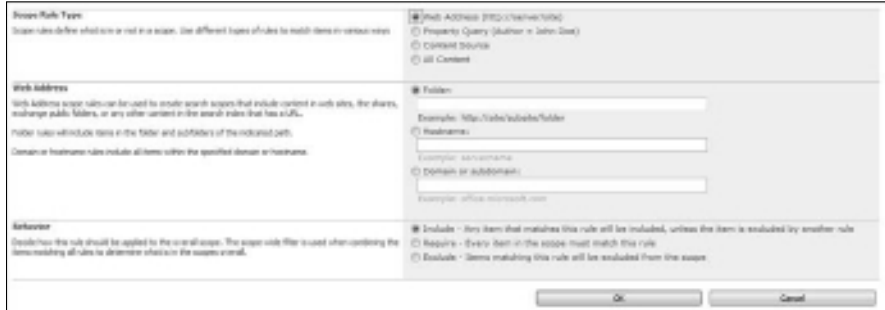 Scope Rule Type
Scope rules define what is in or not in a scope. Use different types of rules to match items in various ways.
Web Address (http://server/site)
Property Query (Author = John Doe)
Content Source
All Content
Web Address
Web Address scope rules can be used to create search scopes that include content in web sites, file shares,
exchange public folders, or any other content in the search index that has a URL.
Folder rules will include items in the folder and subfolders of the indicated path.
Domain or hostname rules include all items within the specified domain or hostname.
Folder:
Example: http://site/subsite/folder
Hostname:
Example: servername
Domain or subdomain:
Example: office.microsoft.com
Behavior
Decide how this rule should be applied to the overall scope. The scope wide filter is used when combining the
items matching all rules to determine what is in the scopes overall.
Include - Any item that matches this rule will be included, unless the item is excluded by another rule
Require - Every item in the scope must match this rule
Exclude - Items matching this rule will be excluded from the scope
OK
Cancel